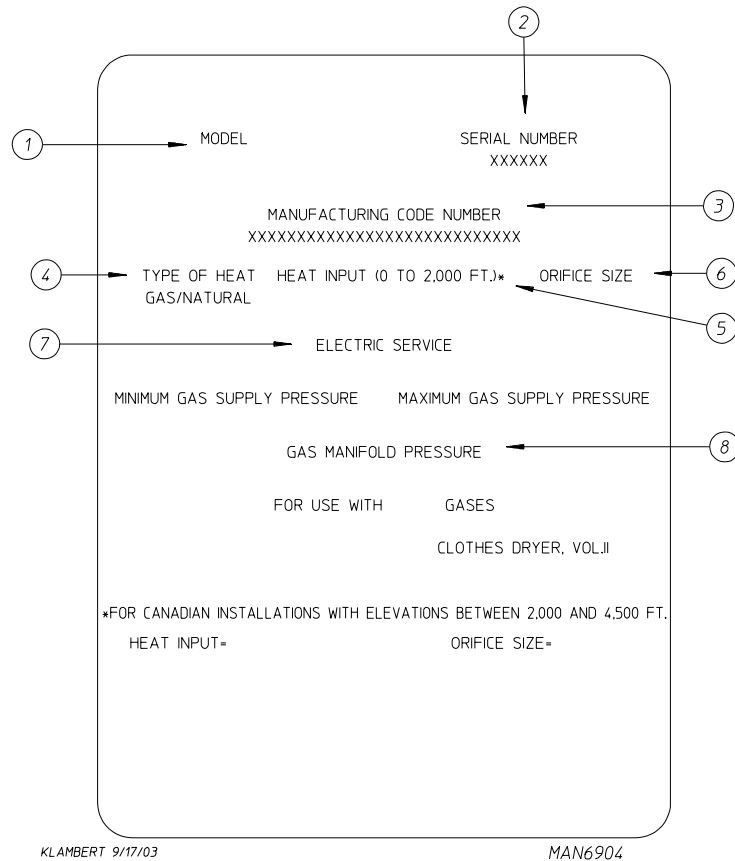 2
1
MODEL
SERIAL NUMBER
XXXXXX
3
MANUFACTURING CODE NUMBER
XXXXXXXXXXXXXXXXXXXXXXXXXXXX
4
TYPE OF HEAT HEAT INPUT (0 TO 2,000 FT.)* ORIFICE SIZE
6
GAS/NATURAL
5
7
ELECTRIC SERVICE
MINIMUM GAS SUPPLY PRESSURE MAXIMUM GAS SUPPLY PRESSURE
GAS MANIFOLD PRESSURE
8
FOR USE WITH GASES
CLOTHES DRYER, VOL.II
*FOR CANADIAN INSTALLATIONS WITH ELEVATIONS BETWEEN 2,000 AND 4,500 FT.
HEAT INPUT= ORIFICE SIZE=
KLAMBERT 9/17/03 MAN6904